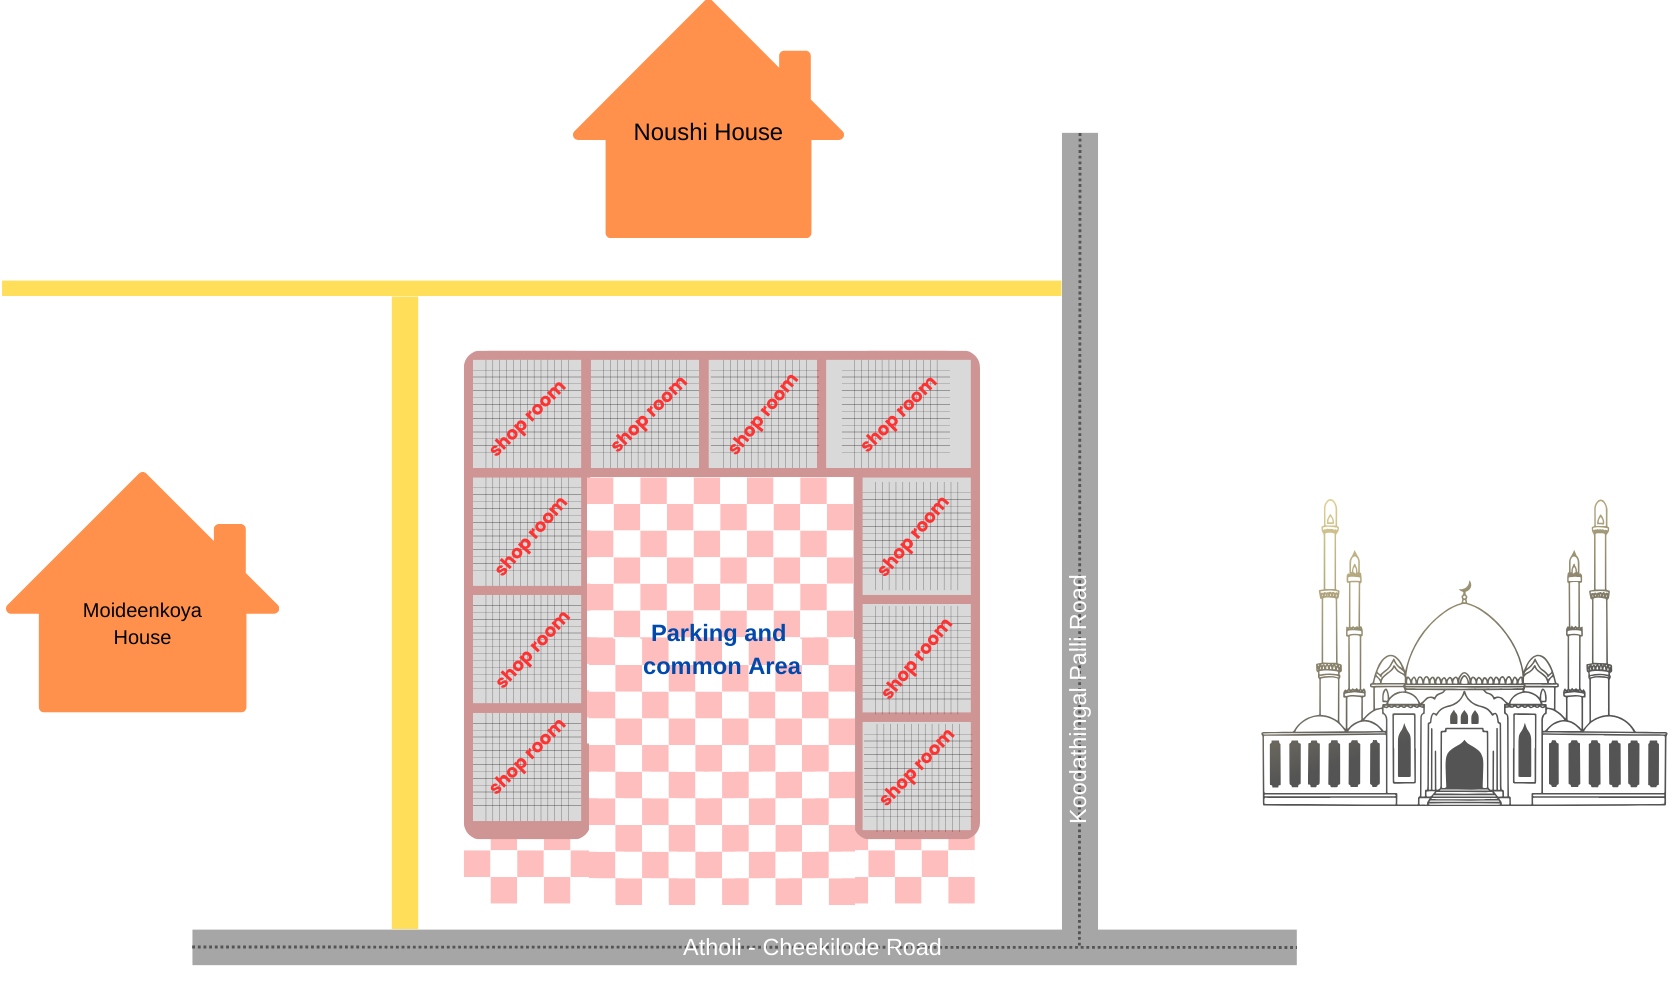 Noushi House
shop room
shop room
shop room
shop room
shop room
shop room
Moideenkoya
House
shop room
Parking and
common Area
shop room
shop room
shop room
Koodathingal Palli Road
Atholi - Cheekilode Road